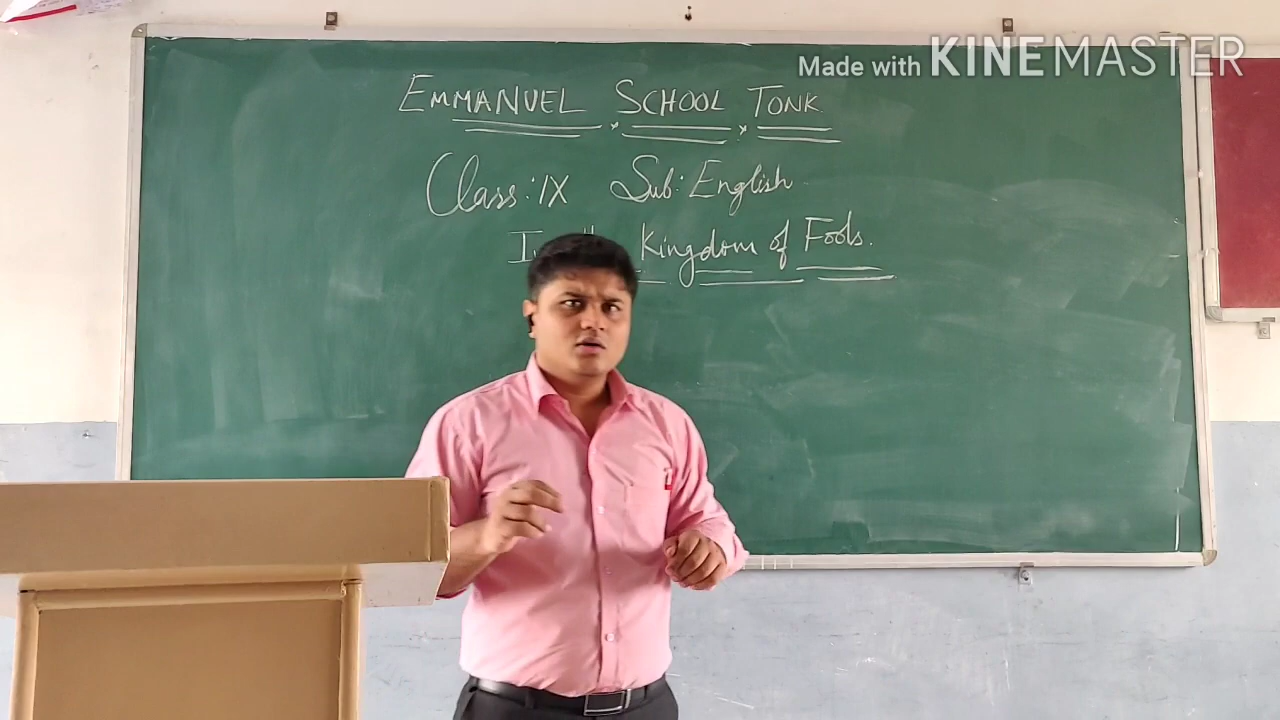 Made with KINEMASTER
EMMANUEL SCHOOL TONK
Class: IX Sub: English
Kingdom of Fools.